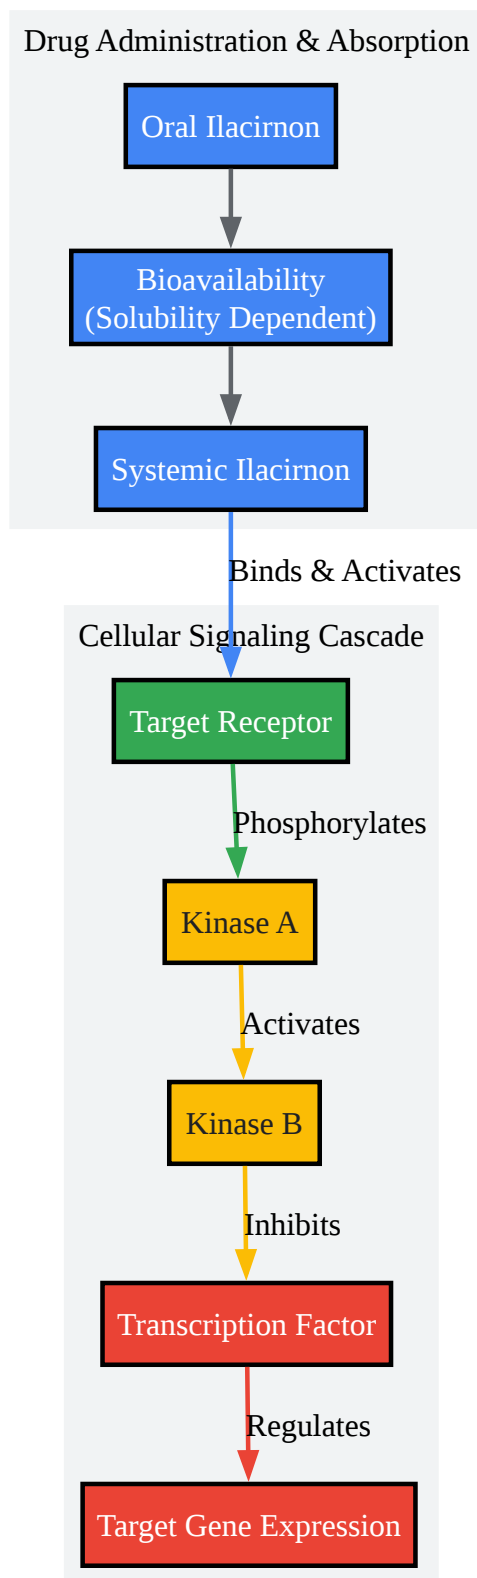 Drug Administration & Absorption
Oral Ilacirnon
Bioavailability
(Solubility Dependent)
Systemic Ilacirnon
Binds & Activates
Cellular Signaling Cascade
Target Receptor
Phosphorylates
Kinase A
Activates
Kinase B
Inhibits
Transcription Factor
Regulates
Target Gene Expression